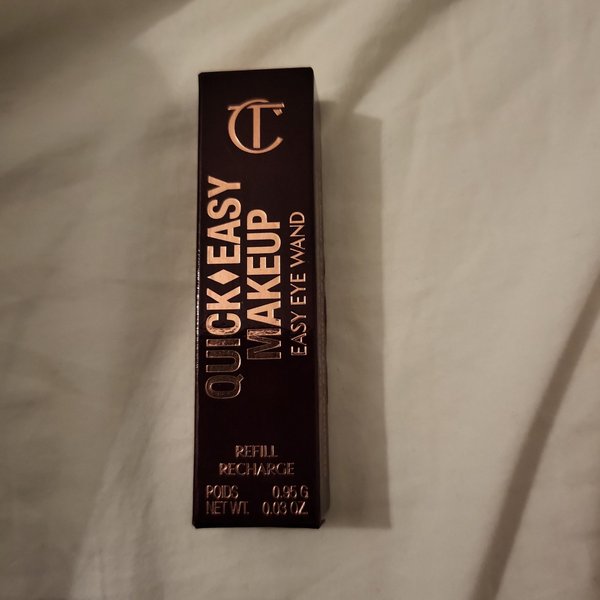 CT
QUICK♦EASY
MAKEUP
EASY EYE WAND
REFILL
RECHARGE
POIDS 0.95 G
NET WT. 0.03 OZ.